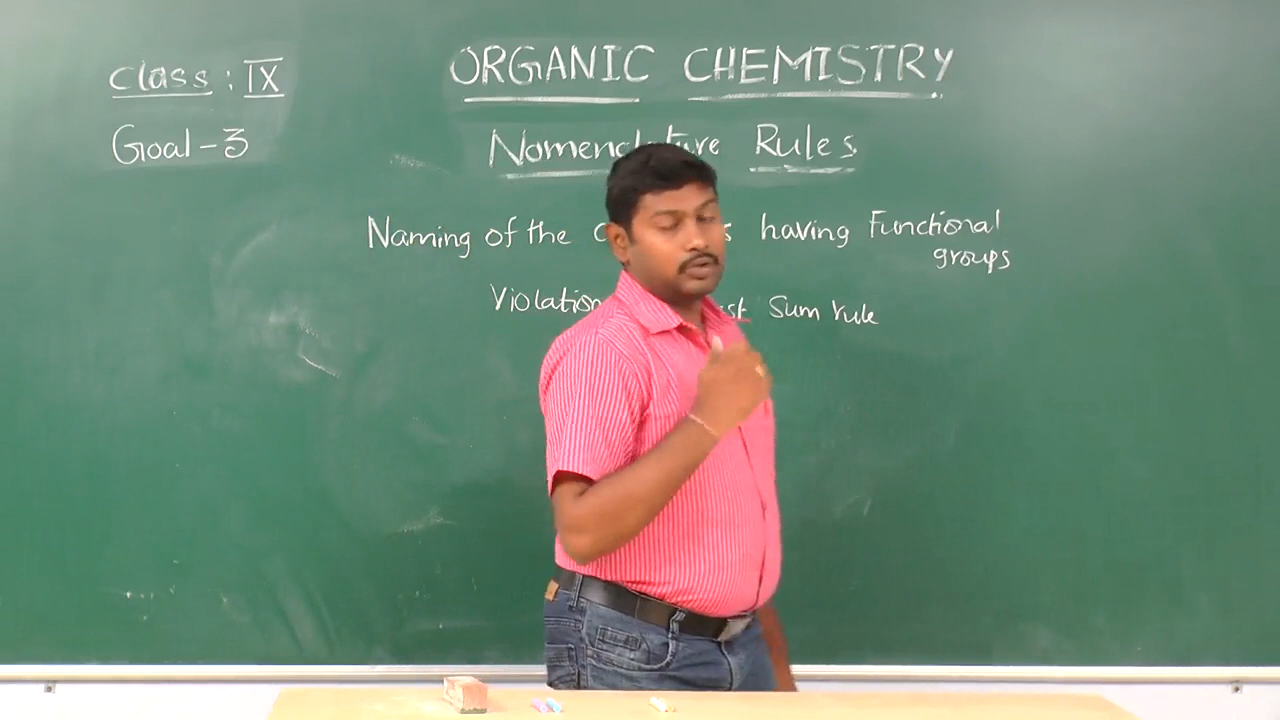 Class : IX
ORGANIC CHEMISTRY
Goal - 3
Rules
Naming of the having Functional
groups
Sum rule